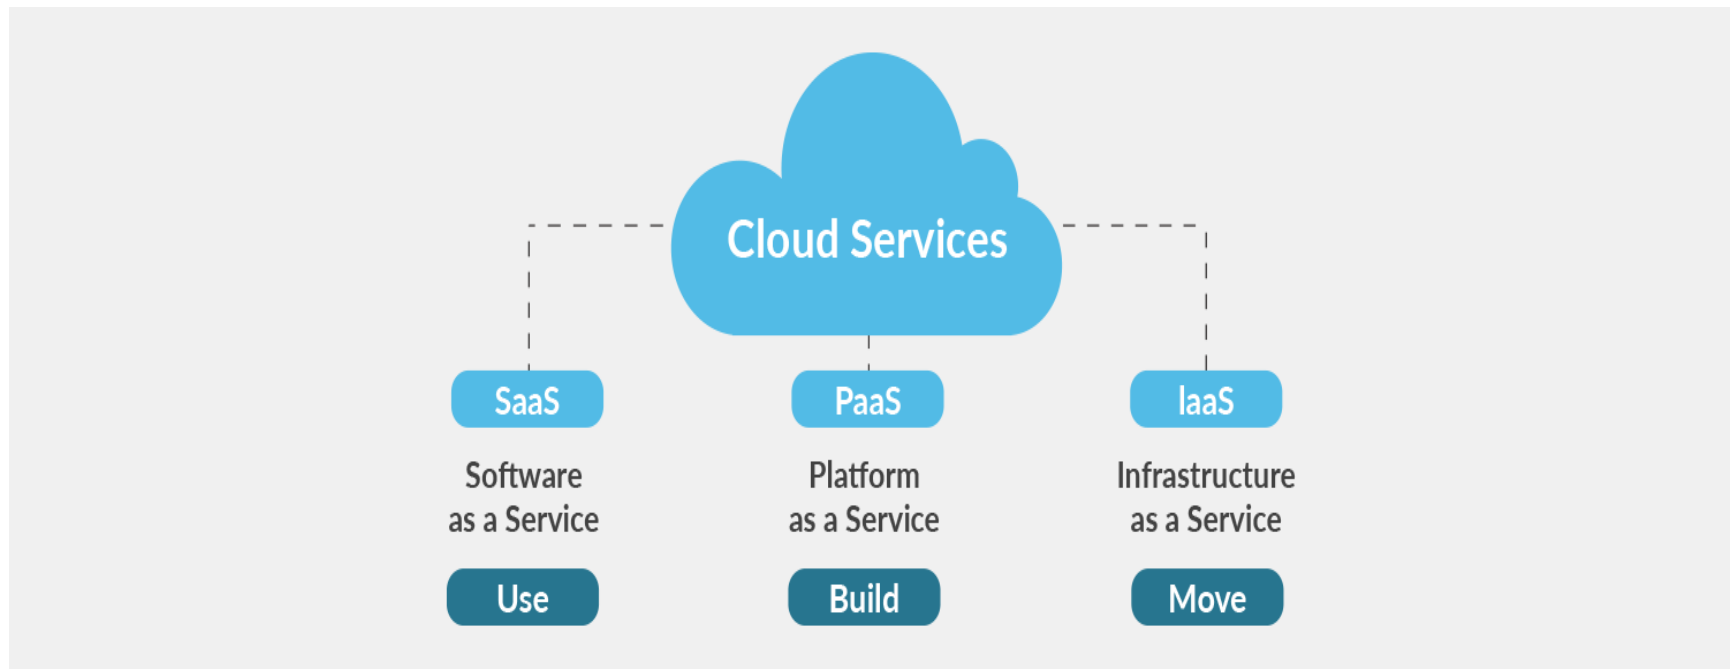 Cloud Services
SaaS
PaaS
IaaS
Software
as a Service
Platform
as a Service
Infrastructure
as a Service
Use
Build
Move